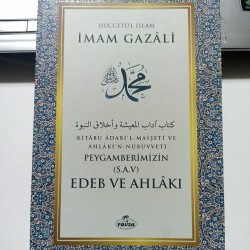 HÜCCETÜ'L İSLAM
İMAM GAZÂLİ
محمد
كتاب آداب المعيشة وأخلاق النبوة
KİTÂBU ÂDÂBİ'L-MAÎŞETİ VE
AHLÂKİ'N-NÜBÜVVETİ
PEYGAMBERİMİZİN
(S.A.V)
EDEB VE AHLÂKI
RAVZA